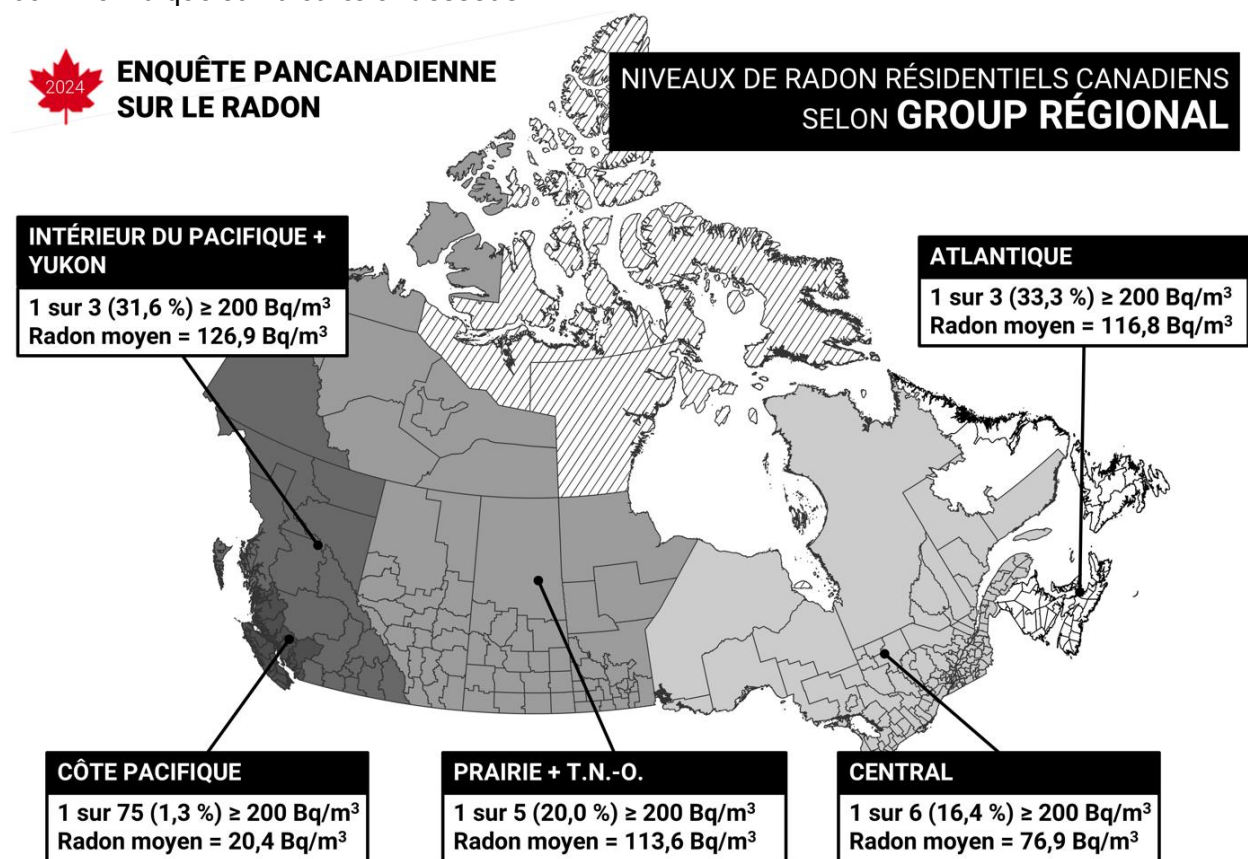 2024
ENQUÊTE PANCANADIENNE
SUR LE RADON
NIVEAUX DE RADON RÉSIDENTIELS CANADIENS
SELON GROUP RÉGIONAL
INTÉRIEUR DU PACIFIQUE +
YUKON
1 sur 3 (31,6 %) ≥ 200 Bq/m³
Radon moyen = 126,9 Bq/m³
ATLANTIQUE
1 sur 3 (33,3 %) ≥ 200 Bq/m³
Radon moyen = 116,8 Bq/m³
CÔTE PACIFIQUE
1 sur 75 (1,3 %) ≥ 200 Bq/m³
Radon moyen = 20,4 Bq/m³
PRAIRIE + T.N.-O.
1 sur 5 (20,0 %) ≥ 200 Bq/m³
Radon moyen = 113,6 Bq/m³
CENTRAL
1 sur 6 (16,4 %) ≥ 200 Bq/m³
Radon moyen = 76,9 Bq/m³